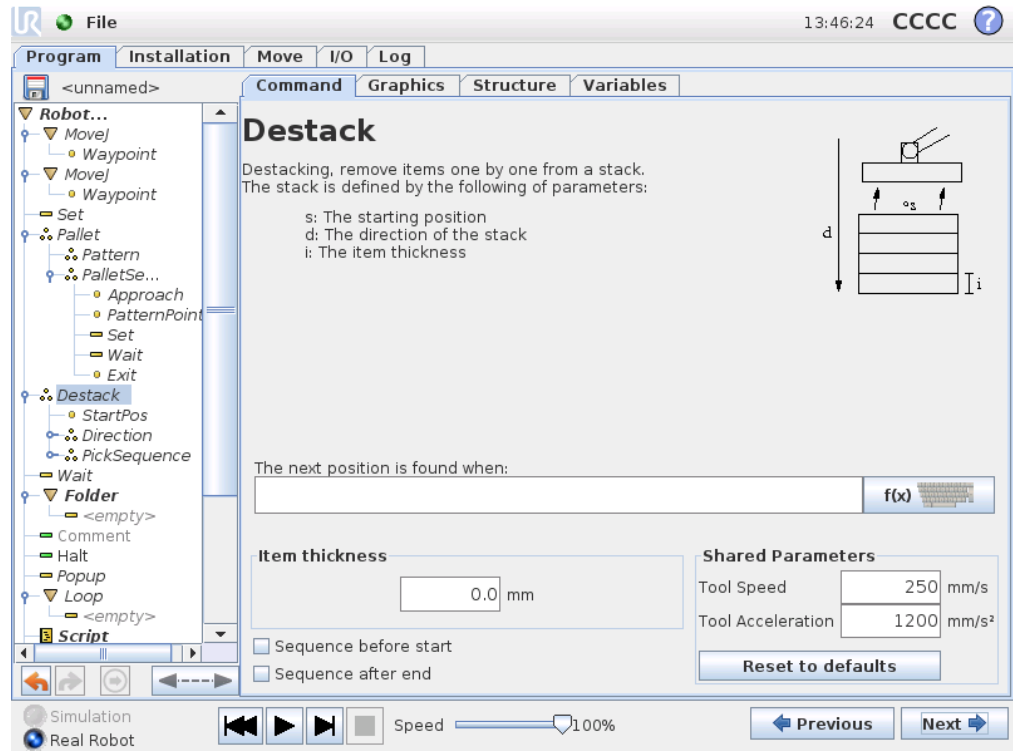 UR File 13:46:24 CCCC ?
Program Installation Move I/O Log
<unnamed>
Command Graphics Structure Variables
Robot...
MoveJ
Waypoint
MoveJ
Waypoint
Set
Pallet
Pattern
PalletSe...
Approach
PatternPoint
Set
Wait
Exit
Destack
StartPos
Direction
PickSequence
Wait
Folder
<empty>
Comment
Halt
Popup
Loop
<empty>
Script
Destack
Destacking, remove items one by one from a stack.
The stack is defined by the following of parameters:
s: The starting position
d: The direction of the stack
i: The item thickness
s
d
i
The next position is found when:
f(x)
Item thickness
0.0 mm
Sequence before start
Sequence after end
Shared Parameters
Tool Speed 250 mm/s
Tool Acceleration 1200 mm/s²
Reset to defaults
Simulation
Real Robot
Speed 100%
Previous Next